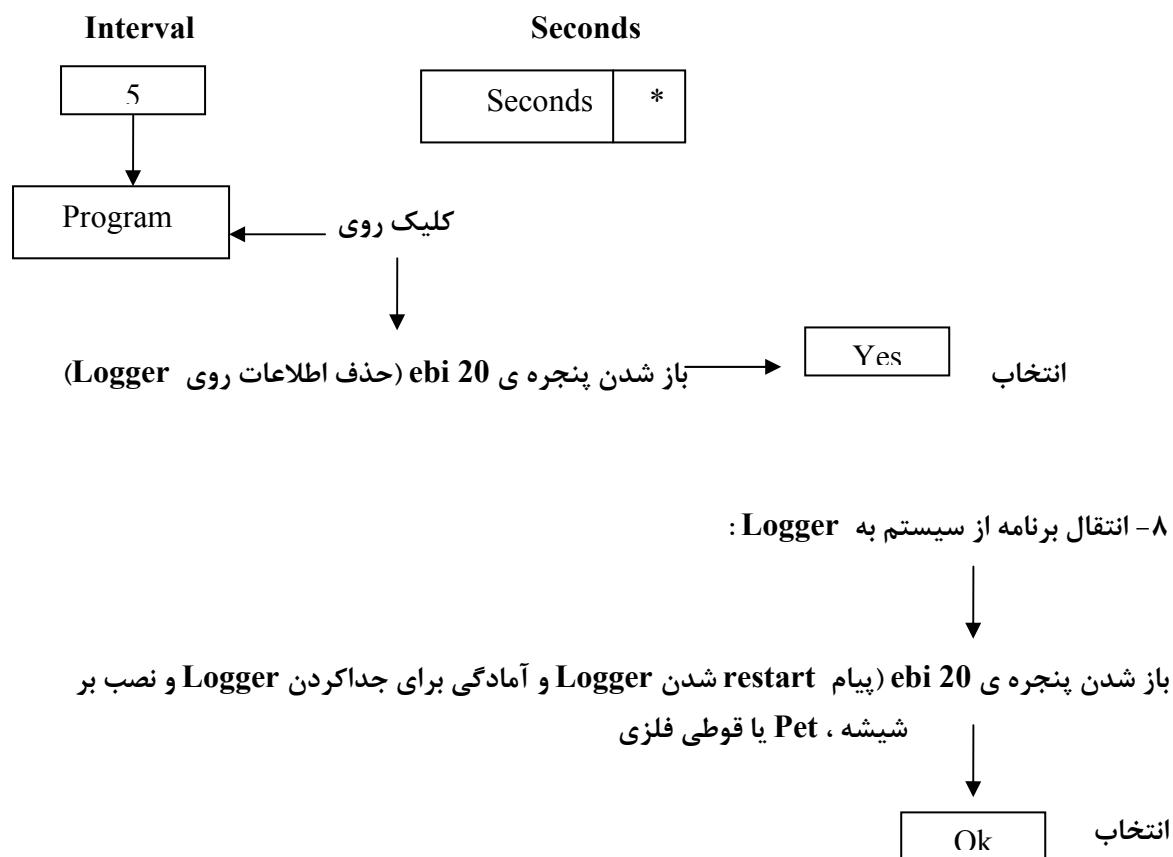 Interval Seconds
5
Seconds *
Program
کلیک روی
باز شدن پنجره ی ebi 20 (حذف اطلاعات روی Logger)
Yes
انتخاب
۸- انتقال برنامه از سیستم به Logger :
باز شدن پنجره ی ebi 20 (پیام restart شدن Logger و آمادگی برای جداکردن Logger و نصب بر
شیشه ، Pet یا قوطی فلزی
انتخاب
Ok